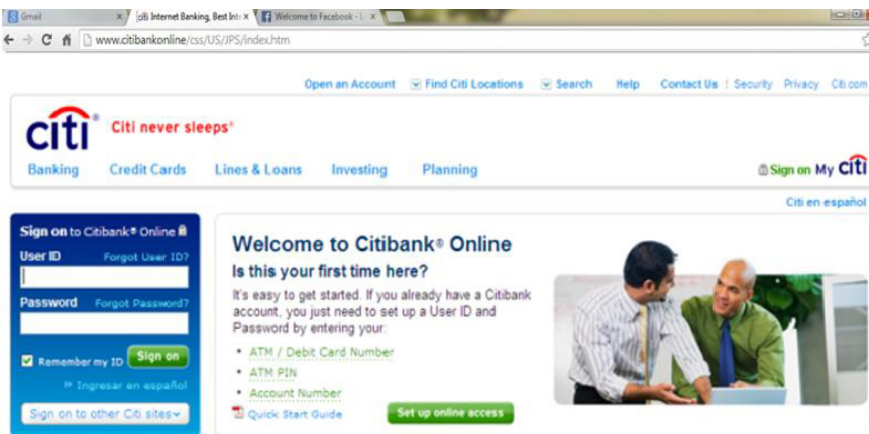 Gmail
citi Internet Banking, Best Inte
Welcome to Facebook - L
www.citibankonline/css/US/JPS/index.htm
Open an Account Find Citi Locations Search Help Contact Us | Security Privacy Citi.com
citi® Citi never sleeps®
Banking Credit Cards Lines & Loans Investing Planning
Sign on My citi
Citi en español
Sign on to Citibank® Online
User ID Forgot User ID?
Password Forgot Password?
Remember my ID Sign on
» Ingresar en español
Sign on to other Citi sites
Welcome to Citibank® Online
Is this your first time here?
It's easy to get started. If you already have a Citibank
account, you just need to set up a User ID and
Password by entering your:
• ATM / Debit Card Number
• ATM PIN
• Account Number
Quick Start Guide Set up online access